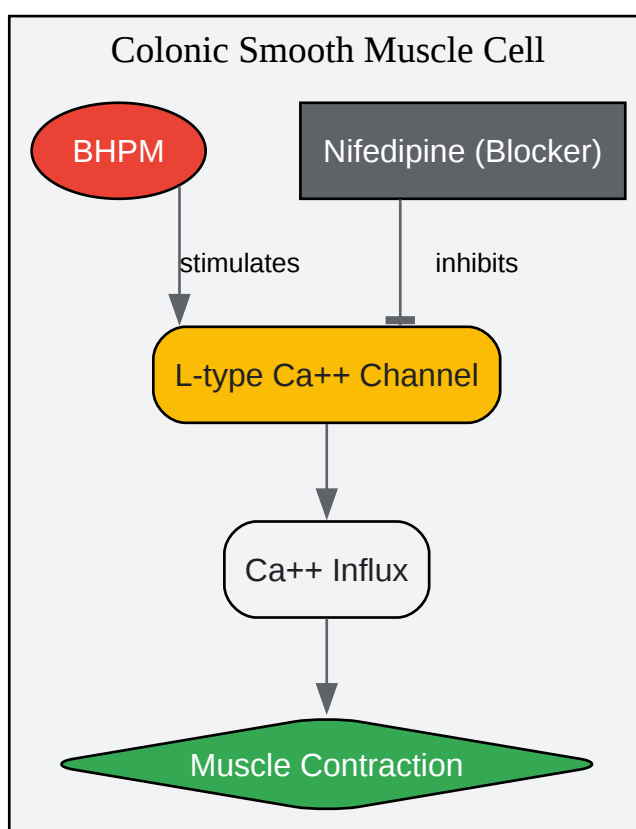 Colonic Smooth Muscle Cell
BHPM
Nifedipine (Blocker)
stimulates
inhibits
L-type Ca++ Channel
Ca++ Influx
Muscle Contraction